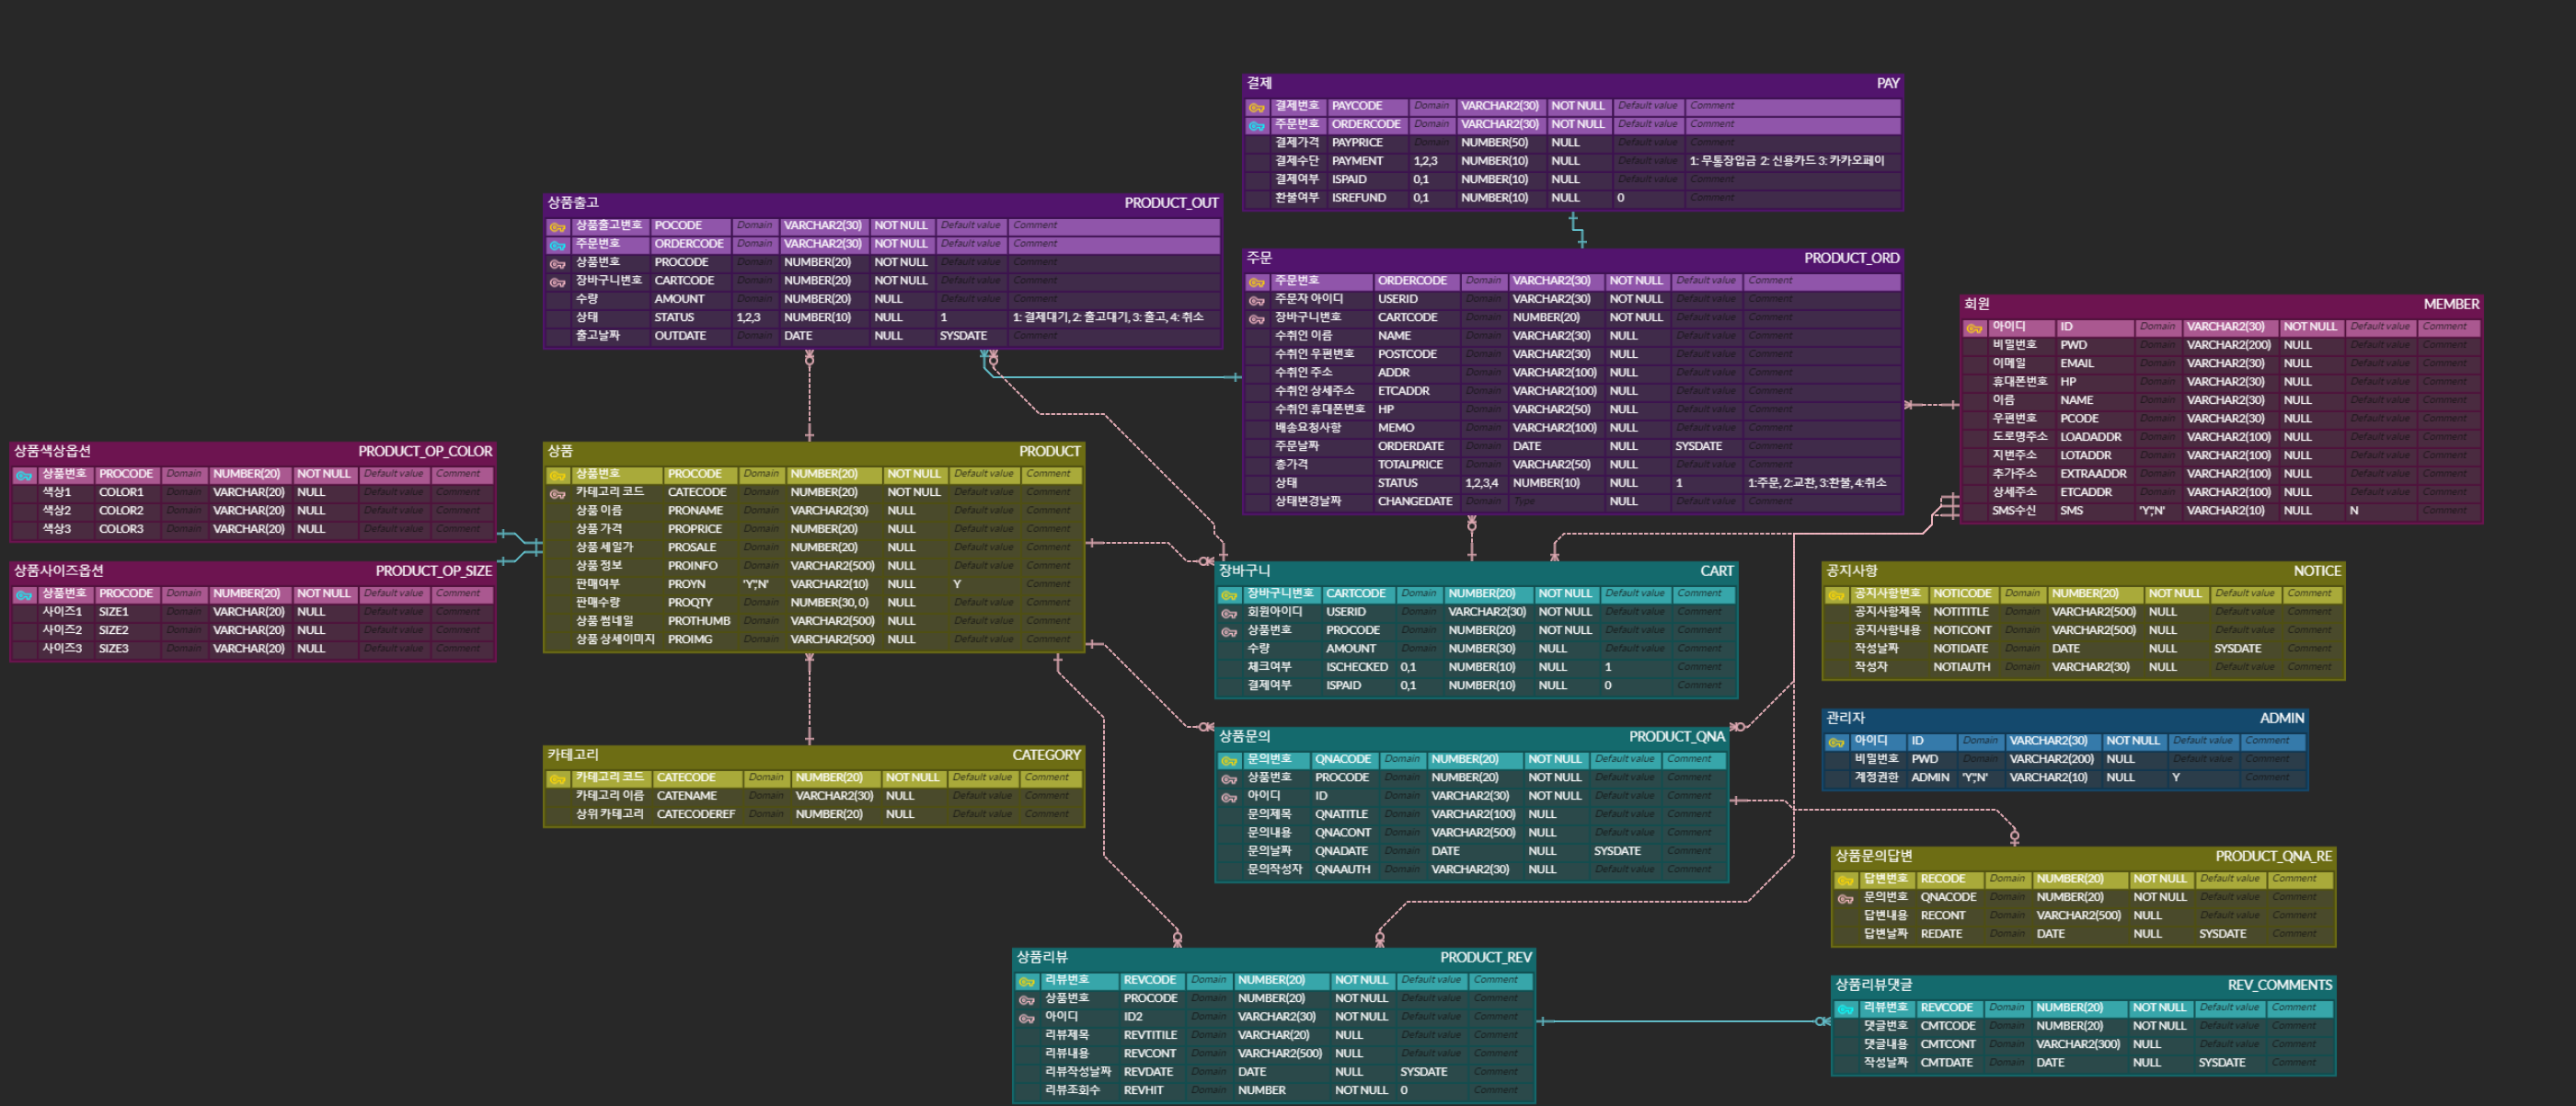 결제 PAY
결제번호 PAYCODE Domain VARCHAR2(30) NOT NULL Default value Comment
주문번호 ORDERCODE Domain VARCHAR2(30) NOT NULL Default value Comment
결제가격 PAYPRICE Domain NUMBER(50) NULL Default value Comment
결제수단 PAYMENT 1,2,3 NUMBER(10) NULL Default value 1: 무통장입금 2: 신용카드 3: 카카오페이
결제여부 ISPAID 0,1 NUMBER(10) NULL Default value Comment
환불여부 ISREFUND 0,1 NUMBER(10) NULL 0 Comment
상품출고 PRODUCT_OUT
상품출고번호 POCODE Domain VARCHAR2(30) NOT NULL Default value Comment
주문번호 ORDERCODE Domain VARCHAR2(30) NOT NULL Default value Comment
상품번호 PROCODE Domain NUMBER(20) NOT NULL Default value Comment
장바구니번호 CARTCODE Domain NUMBER(20) NOT NULL Default value Comment
수량 AMOUNT Domain NUMBER(20) NULL Default value Comment
상태 STATUS 1,2,3 NUMBER(10) NULL 1 1: 결제대기, 2: 출고대기, 3: 출고, 4: 취소
출고날짜 OUTDATE Domain DATE NULL SYSDATE Comment
주문 PRODUCT_ORD
주문번호 ORDERCODE Domain VARCHAR2(30) NOT NULL Default value Comment
주문자 아이디 USERID Domain VARCHAR2(30) NOT NULL Default value Comment
장바구니번호 CARTCODE Domain NUMBER(20) NOT NULL Default value Comment
수취인 이름 NAME Domain VARCHAR2(30) NULL Default value Comment
수취인 우편번호 POSTCODE Domain VARCHAR2(30) NULL Default value Comment
수취인 주소 ADDR Domain VARCHAR2(100) NULL Default value Comment
수취인 상세주소 ETCADDR Domain VARCHAR2(100) NULL Default value Comment
수취인 휴대폰번호 HP Domain VARCHAR2(50) NULL Default value Comment
배송요청사항 MEMO Domain VARCHAR2(100) NULL Default value Comment
주문날짜 ORDERDATE Domain DATE NULL SYSDATE Comment
총가격 TOTALPRICE Domain VARCHAR2(50) NULL Default value Comment
상태 STATUS 1,2,3,4 NUMBER(10) NULL 1 1:주문, 2:교환, 3:환불, 4:취소
상태변경날짜 CHANGEDATE Domain Type NULL Default value Comment
회원 MEMBER
아이디 ID Domain VARCHAR2(30) NOT NULL Default value Comment
비밀번호 PWD Domain VARCHAR2(200) NULL Default value Comment
이메일 EMAIL Domain VARCHAR2(30) NULL Default value Comment
휴대폰번호 HP Domain VARCHAR2(30) NULL Default value Comment
이름 NAME Domain VARCHAR2(30) NULL Default value Comment
우편번호 PCODE Domain VARCHAR2(30) NULL Default value Comment
도로명주소 LOADADDR Domain VARCHAR2(100) NULL Default value Comment
지번주소 LOTADDR Domain VARCHAR2(100) NULL Default value Comment
추가주소 EXTRAADDR Domain VARCHAR2(100) NULL Default value Comment
상세주소 ETCADDR Domain VARCHAR2(100) NULL Default value Comment
SMS수신 SMS 'Y','N' VARCHAR2(10) NULL N Comment
상품색상옵션 PRODUCT_OP_COLOR
상품번호 PROCODE Domain NUMBER(20) NOT NULL Default value Comment
색상1 COLOR1 Domain VARCHAR(20) NULL Default value Comment
색상2 COLOR2 Domain VARCHAR(20) NULL Default value Comment
색상3 COLOR3 Domain VARCHAR(20) NULL Default value Comment
상품사이즈옵션 PRODUCT_OP_SIZE
상품번호 PROCODE Domain NUMBER(20) NOT NULL Default value Comment
사이즈1 SIZE1 Domain VARCHAR(20) NULL Default value Comment
사이즈2 SIZE2 Domain VARCHAR(20) NULL Default value Comment
사이즈3 SIZE3 Domain VARCHAR(20) NULL Default value Comment
상품 PRODUCT
상품번호 PROCODE Domain NUMBER(20) NOT NULL Default value Comment
카테고리 코드 CATECODE Domain NUMBER(20) NOT NULL Default value Comment
상품 이름 PRONAME Domain VARCHAR2(30) NULL Default value Comment
상품 가격 PROPRICE Domain NUMBER(20) NULL Default value Comment
상품 세일가 PROSALE Domain NUMBER(20) NULL Default value Comment
상품 정보 PROINFO Domain VARCHAR2(500) NULL Default value Comment
판매여부 PROYN 'Y','N' VARCHAR2(10) NULL Y Comment
판매수량 PROQTY Domain NUMBER(30,0) NULL Default value Comment
상품 썸네일 PROTHUMB Domain VARCHAR2(500) NULL Default value Comment
상품 상세이미지 PROIMG Domain VARCHAR2(500) NULL Default value Comment
카테고리 CATEGORY
카테고리 코드 CATECODE Domain NUMBER(20) NOT NULL Default value Comment
카테고리 이름 CATENAME Domain VARCHAR2(30) NULL Default value Comment
상위 카테고리 CATECODEREF Domain NUMBER(20) NULL Default value Comment
장바구니 CART
장바구니번호 CARTCODE Domain NUMBER(20) NOT NULL Default value Comment
회원아이디 USERID Domain VARCHAR2(30) NOT NULL Default value Comment
상품번호 PROCODE Domain NUMBER(20) NOT NULL Default value Comment
수량 AMOUNT Domain NUMBER(30) NULL Default value Comment
체크여부 ISCHECKED 0,1 NUMBER(10) NULL 1 Comment
결제여부 ISPAID 0,1 NUMBER(10) NULL 0 Comment
공지사항 NOTICE
공지사항번호 NOTICODE Domain NUMBER(20) NOT NULL Default value Comment
공지사항제목 NOTITITLE Domain VARCHAR2(500) NULL Default value Comment
공지사항내용 NOTICONT Domain VARCHAR2(500) NULL Default value Comment
작성날짜 NOTIDATE Domain DATE NULL SYSDATE Comment
작성자 NOTIAUTH Domain VARCHAR2(30) NULL Default value Comment
관리자 ADMIN
아이디 ID Domain VARCHAR2(30) NOT NULL Default value Comment
비밀번호 PWD Domain VARCHAR2(200) NULL Default value Comment
계정권한 ADMIN 'Y','N' VARCHAR2(10) NULL Y Comment
상품문의 PRODUCT_QNA
문의번호 QNACODE Domain NUMBER(20) NOT NULL Default value Comment
상품번호 PROCODE Domain NUMBER(20) NOT NULL Default value Comment
아이디 ID Domain VARCHAR2(30) NOT NULL Default value Comment
문의제목 QNATITLE Domain VARCHAR2(100) NULL Default value Comment
문의내용 QNACONT Domain VARCHAR2(500) NULL Default value Comment
문의날짜 QNADATE Domain DATE NULL SYSDATE Comment
문의작성자 QNAAUTH Domain VARCHAR2(30) NULL Default value Comment
상품문의답변 PRODUCT_QNA_RE
답변번호 RECODE Domain NUMBER(20) NOT NULL Default value Comment
문의번호 QNACODE Domain NUMBER(20) NOT NULL Default value Comment
답변내용 RECONT Domain VARCHAR2(500) NULL Default value Comment
답변날짜 REDATE Domain DATE NULL SYSDATE Comment
상품리뷰 PRODUCT_REV
리뷰번호 REVCODE Domain NUMBER(20) NOT NULL Default value Comment
상품번호 PROCODE Domain NUMBER(20) NOT NULL Default value Comment
아이디 ID2 Domain VARCHAR2(30) NOT NULL Default value Comment
리뷰제목 REVTITILE Domain VARCHAR(20) NULL Default value Comment
리뷰내용 REVCONT Domain VARCHAR2(500) NULL Default value Comment
리뷰작성날짜 REVDATE Domain DATE NULL SYSDATE Comment
리뷰조회수 REVHIT Domain NUMBER NOT NULL 0 Comment
상품리뷰댓글 REV_COMMENTS
리뷰번호 REVCODE Domain NUMBER(20) NOT NULL Default value Comment
댓글번호 CMTCODE Domain NUMBER(20) NOT NULL Default value Comment
댓글내용 CMTCONT Domain VARCHAR2(300) NULL Default value Comment
작성날짜 CMTDATE Domain DATE NULL SYSDATE Comment